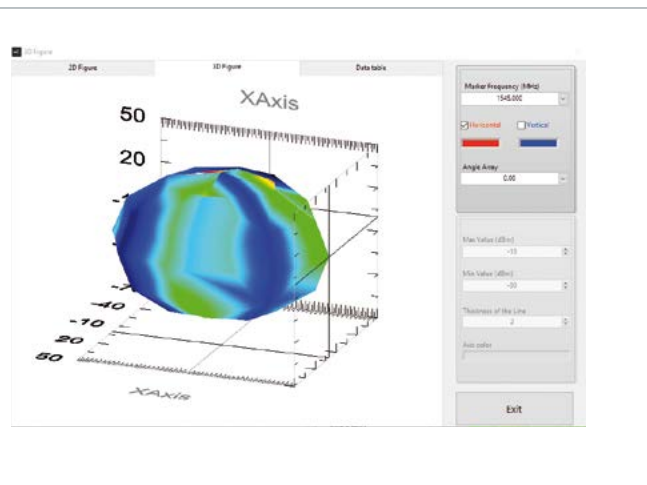 3D Figure
2D Figure
3D Figure
Data table
XAxis
50
20
-40
-10
20
50
XAxis
Marker Frequency (MHz)
1545.000
Horizontal
Vertical
Angle Array
0.00
Max Value (dBm)
Min Value (dBm)
Thickness of the Line
2
Exit